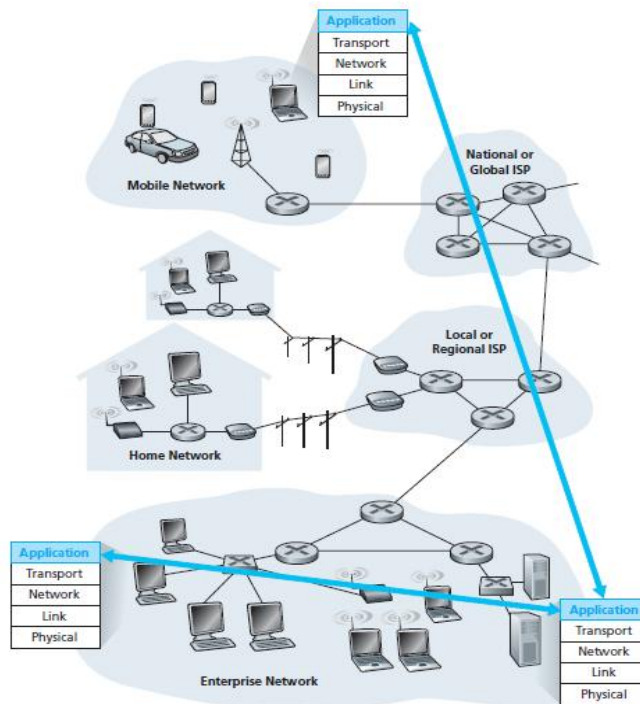 Application
Transport
Network
Link
Physical
National or
Global ISP
Mobile Network
Local or
Regional ISP
Home Network
Application
Transport
Network
Link
Physical
Application
Transport
Network
Link
Physical
Enterprise Network